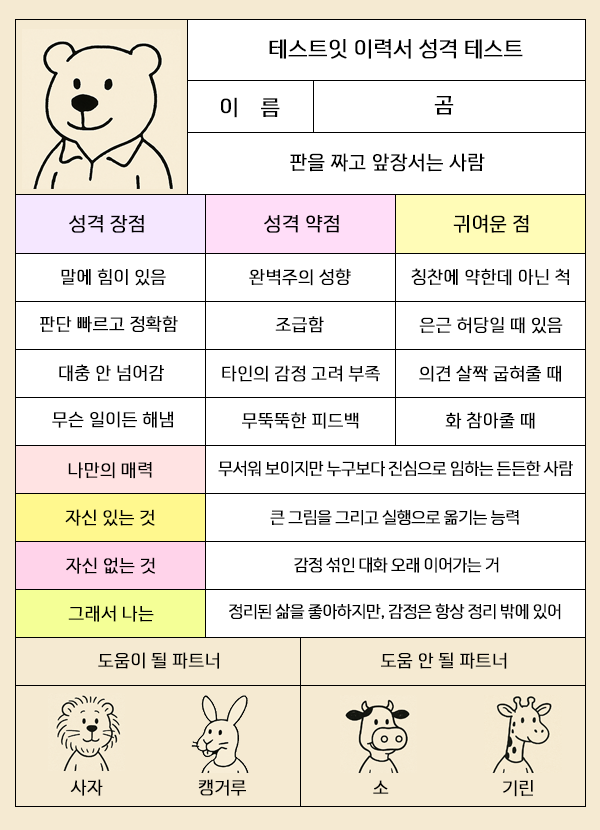 테스트잇 이력서 성격 테스트
이 름 곰
판을 짜고 앞장서는 사람
성격 장점 성격 약점 귀여운 점
말에 힘이 있음 완벽주의 성향 칭찬에 약한데 아닌 척
판단 빠르고 정확함 조급함 은근 허당일 때 있음
대충 안 넘어감 타인의 감정 고려 부족 의견 살짝 굽혀줄 때
무슨 일이든 해냄 무뚝뚝한 피드백 화 참아줄 때
나만의 매력 무서워 보이지만 누구보다 진심으로 임하는 든든한 사람
자신 있는 것 큰 그림을 그리고 실행으로 옮기는 능력
자신 없는 것 감정 섞인 대화 오래 이어가는 거
그래서 나는 정리된 삶을 좋아하지만, 감정은 항상 정리 밖에 있어
도움이 될 파트너 도움 안 될 파트너
사자 캥거루 소 기린